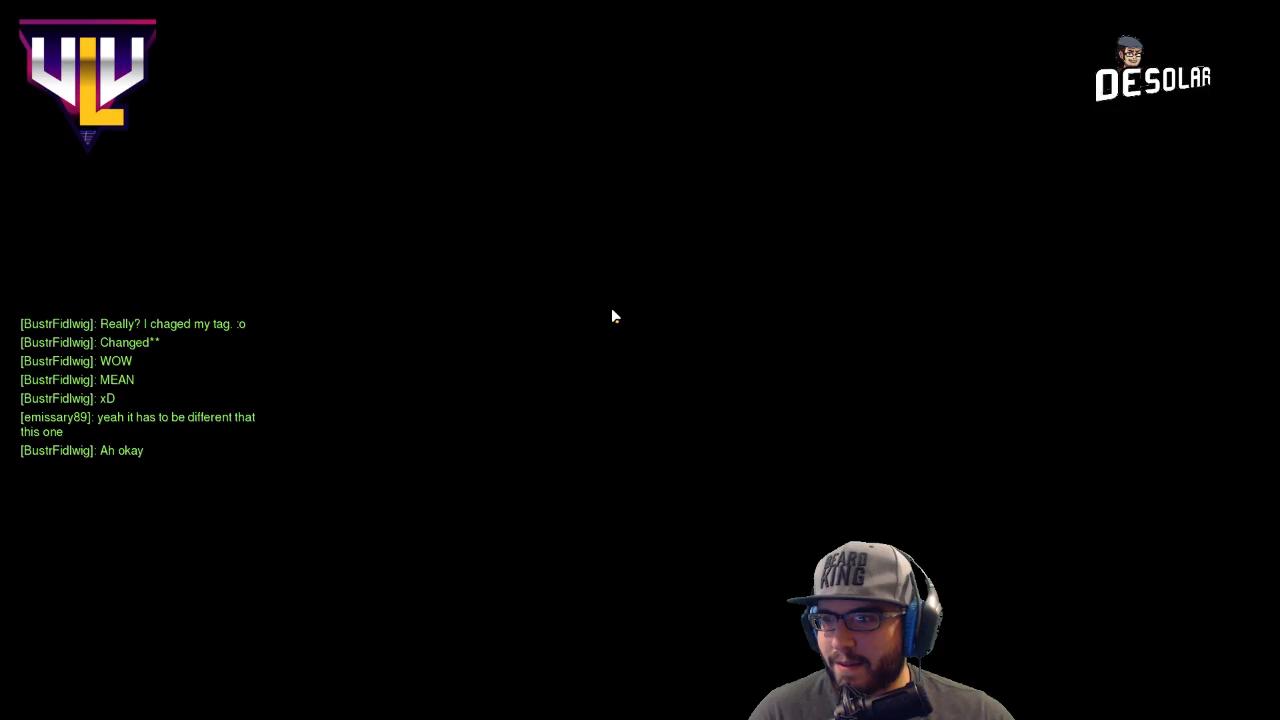 VLV
DESOLAR
[BustrFidlwig]: Really? I chaged my tag. :o
[BustrFidlwig]: Changed**
[BustrFidlwig]: WOW
[BustrFidlwig]: MEAN
[BustrFidlwig]: xD
[emissary89]: yeah it has to be different that
this one
[BustrFidlwig]: Ah okay
BEARD
KING